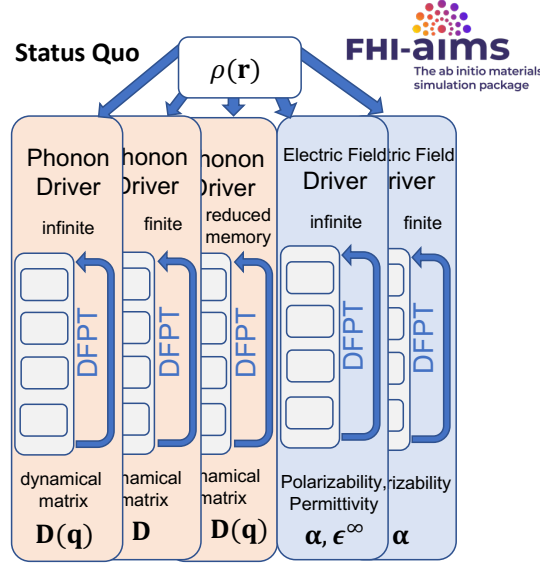 Status Quo
FHI-aims
The ab initio materials
simulation package
ρ(𝐫)
Phonon
Driver
infinite
DFPT
dynamical
matrix
𝐃(𝐪)
honon
Driver
finite
DFPT
namical
matrix
𝐃
honon
Driver
reduced
memory
DFPT
namical
matrix
𝐃(𝐪)
Electric Field
Driver
infinite
DFPT
Polarizability,
Permittivity
𝛂, 𝛜^∞
tric Field
river
finite
DFPT
rizability
𝛂